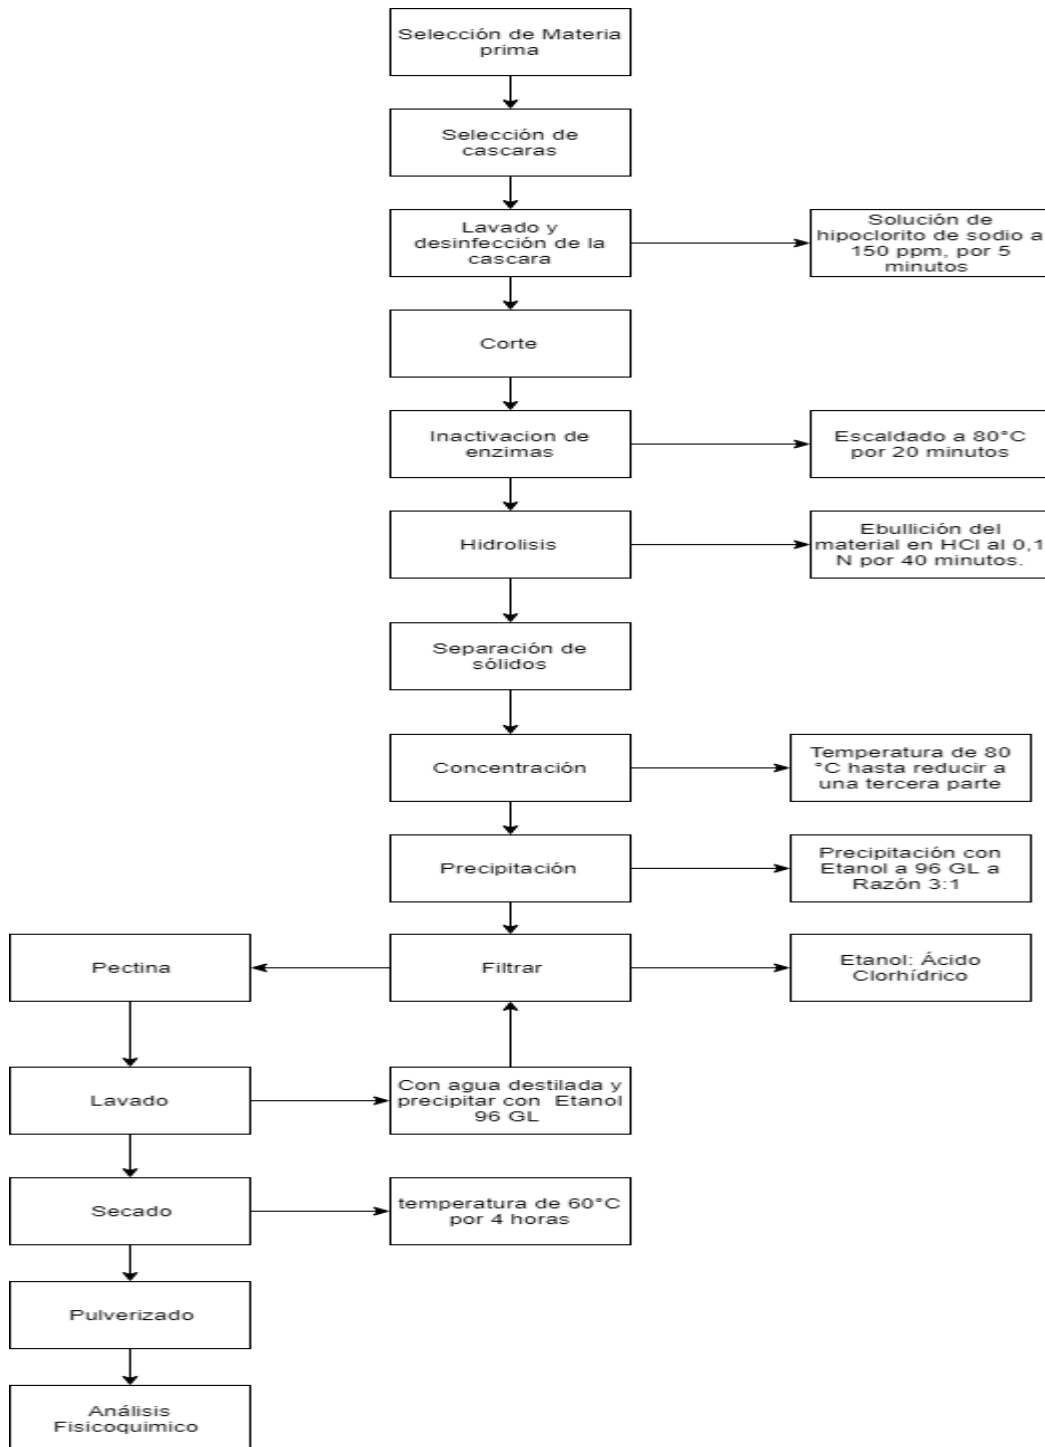 Selección de Materia
prima
Selección de
cascaras
Lavado y
desinfección de la
cascara
Solución de
hipoclorito de sodio a
150 ppm, por 5
minutos
Corte
Inactivacion de
enzimas
Escaldado a 80°C
por 20 minutos
Hidrolisis
Ebullición del
material en HCl al 0,1
N por 40 minutos.
Separación de
sólidos
Concentración
Temperatura de 80
°C hasta reducir a
una tercera parte
Precipitación
Precipitación con
Etanol a 96 GL a
Razón 3:1
Pectina
Filtrar
Etanol: Ácido
Clorhídrico
Lavado
Con agua destilada y
precipitar con Etanol
96 GL
Secado
temperatura de 60°C
por 4 horas
Pulverizado
Análisis
Fisicoquimico